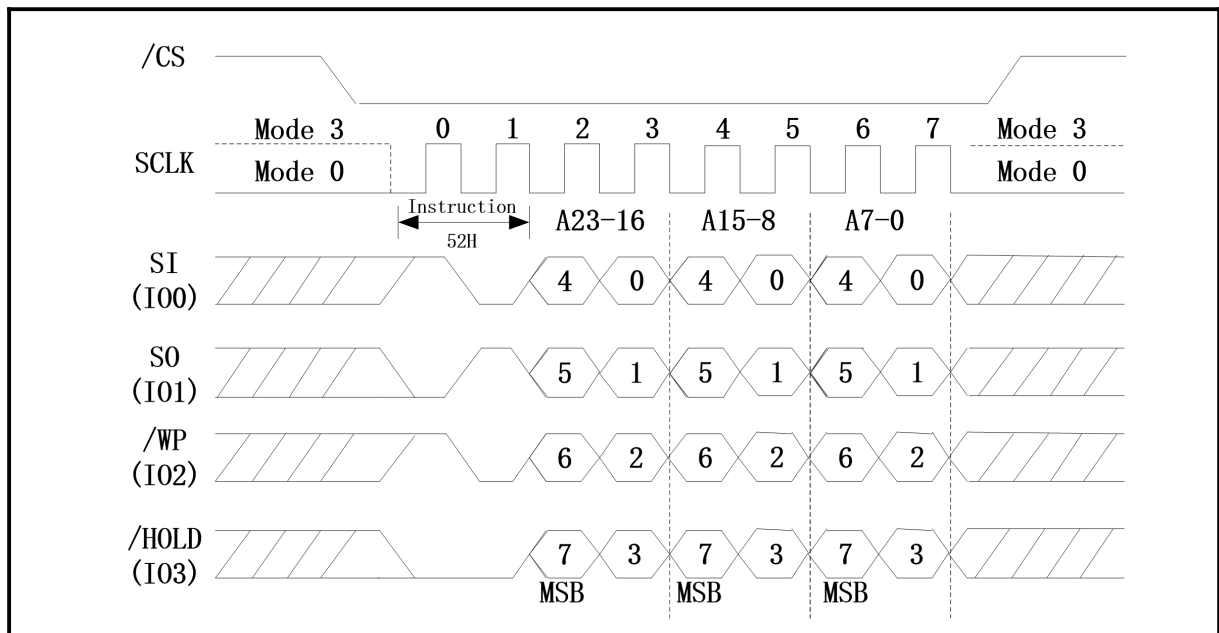 /CS
Mode 3 0 1 2 3 4 5 6 7 Mode 3
SCLK
Mode 0 Mode 0
Instruction
52H
A23-16 A15-8 A7-0
SI
(IO0)
4 0 4 0 4 0
SO
(IO1)
5 1 5 1 5 1
/WP
(IO2)
6 2 6 2 6 2
/HOLD
(IO3)
7 3 7 3 7 3
MSB MSB MSB